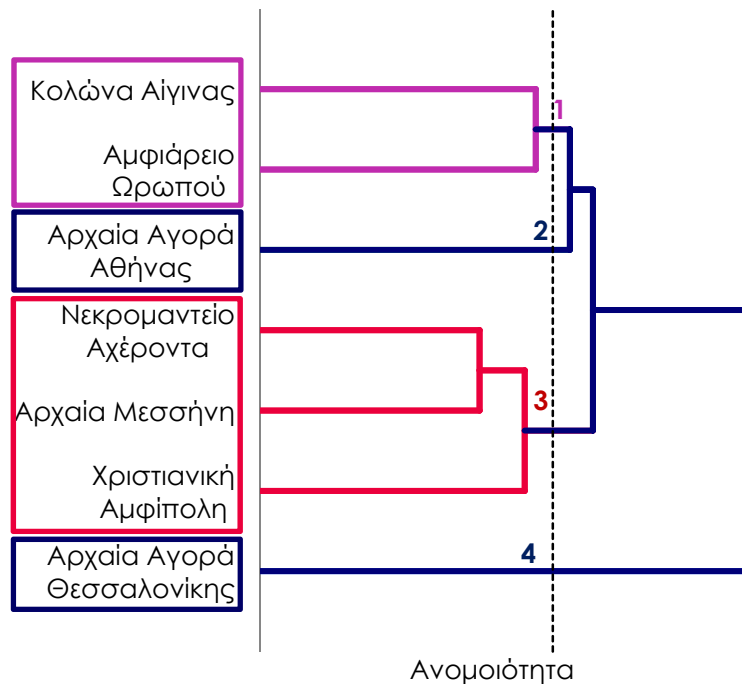 Κολώνα Αίγινας
1
Αμφιάρειο
Ωρωπού
Αρχαία Αγορά
Αθήνας
2
Νεκρομαντείο
Αχέροντα
Αρχαία Μεσσήνη
3
Χριστιανική
Αμφίπολη
Αρχαία Αγορά
Θεσσαλονίκης
4
Ανομοιότητα